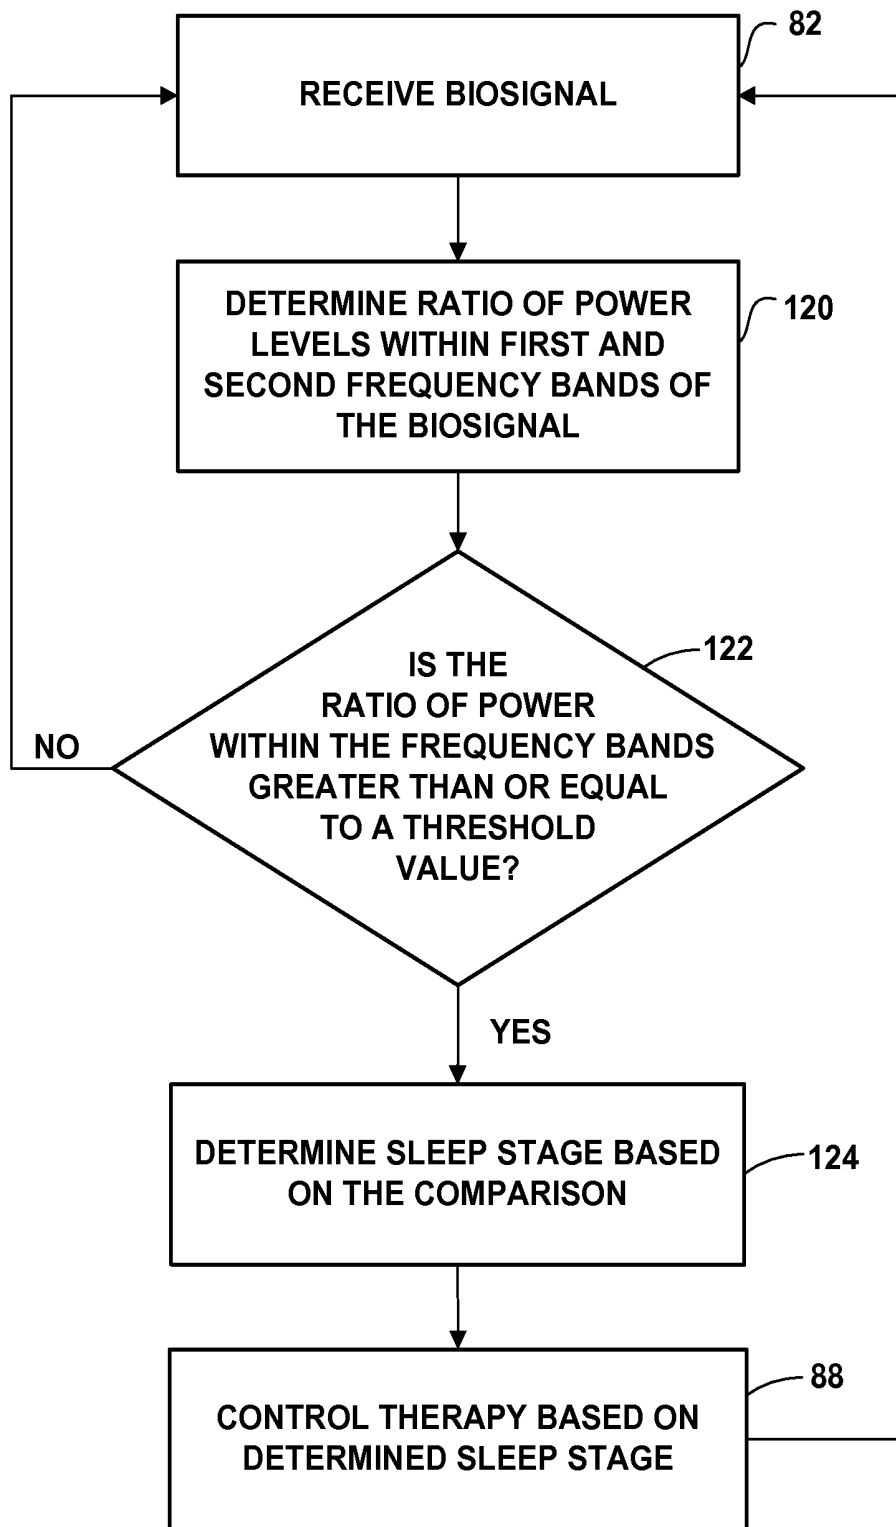 82
RECEIVE BIOSIGNAL
DETERMINE RATIO OF POWER
LEVELS WITHIN FIRST AND
SECOND FREQUENCY BANDS OF
THE BIOSIGNAL
120
IS THE
RATIO OF POWER
WITHIN THE FREQUENCY BANDS
GREATER THAN OR EQUAL
TO A THRESHOLD
VALUE?
122
NO
YES
DETERMINE SLEEP STAGE BASED
ON THE COMPARISON
124
CONTROL THERAPY BASED ON
DETERMINED SLEEP STAGE
88